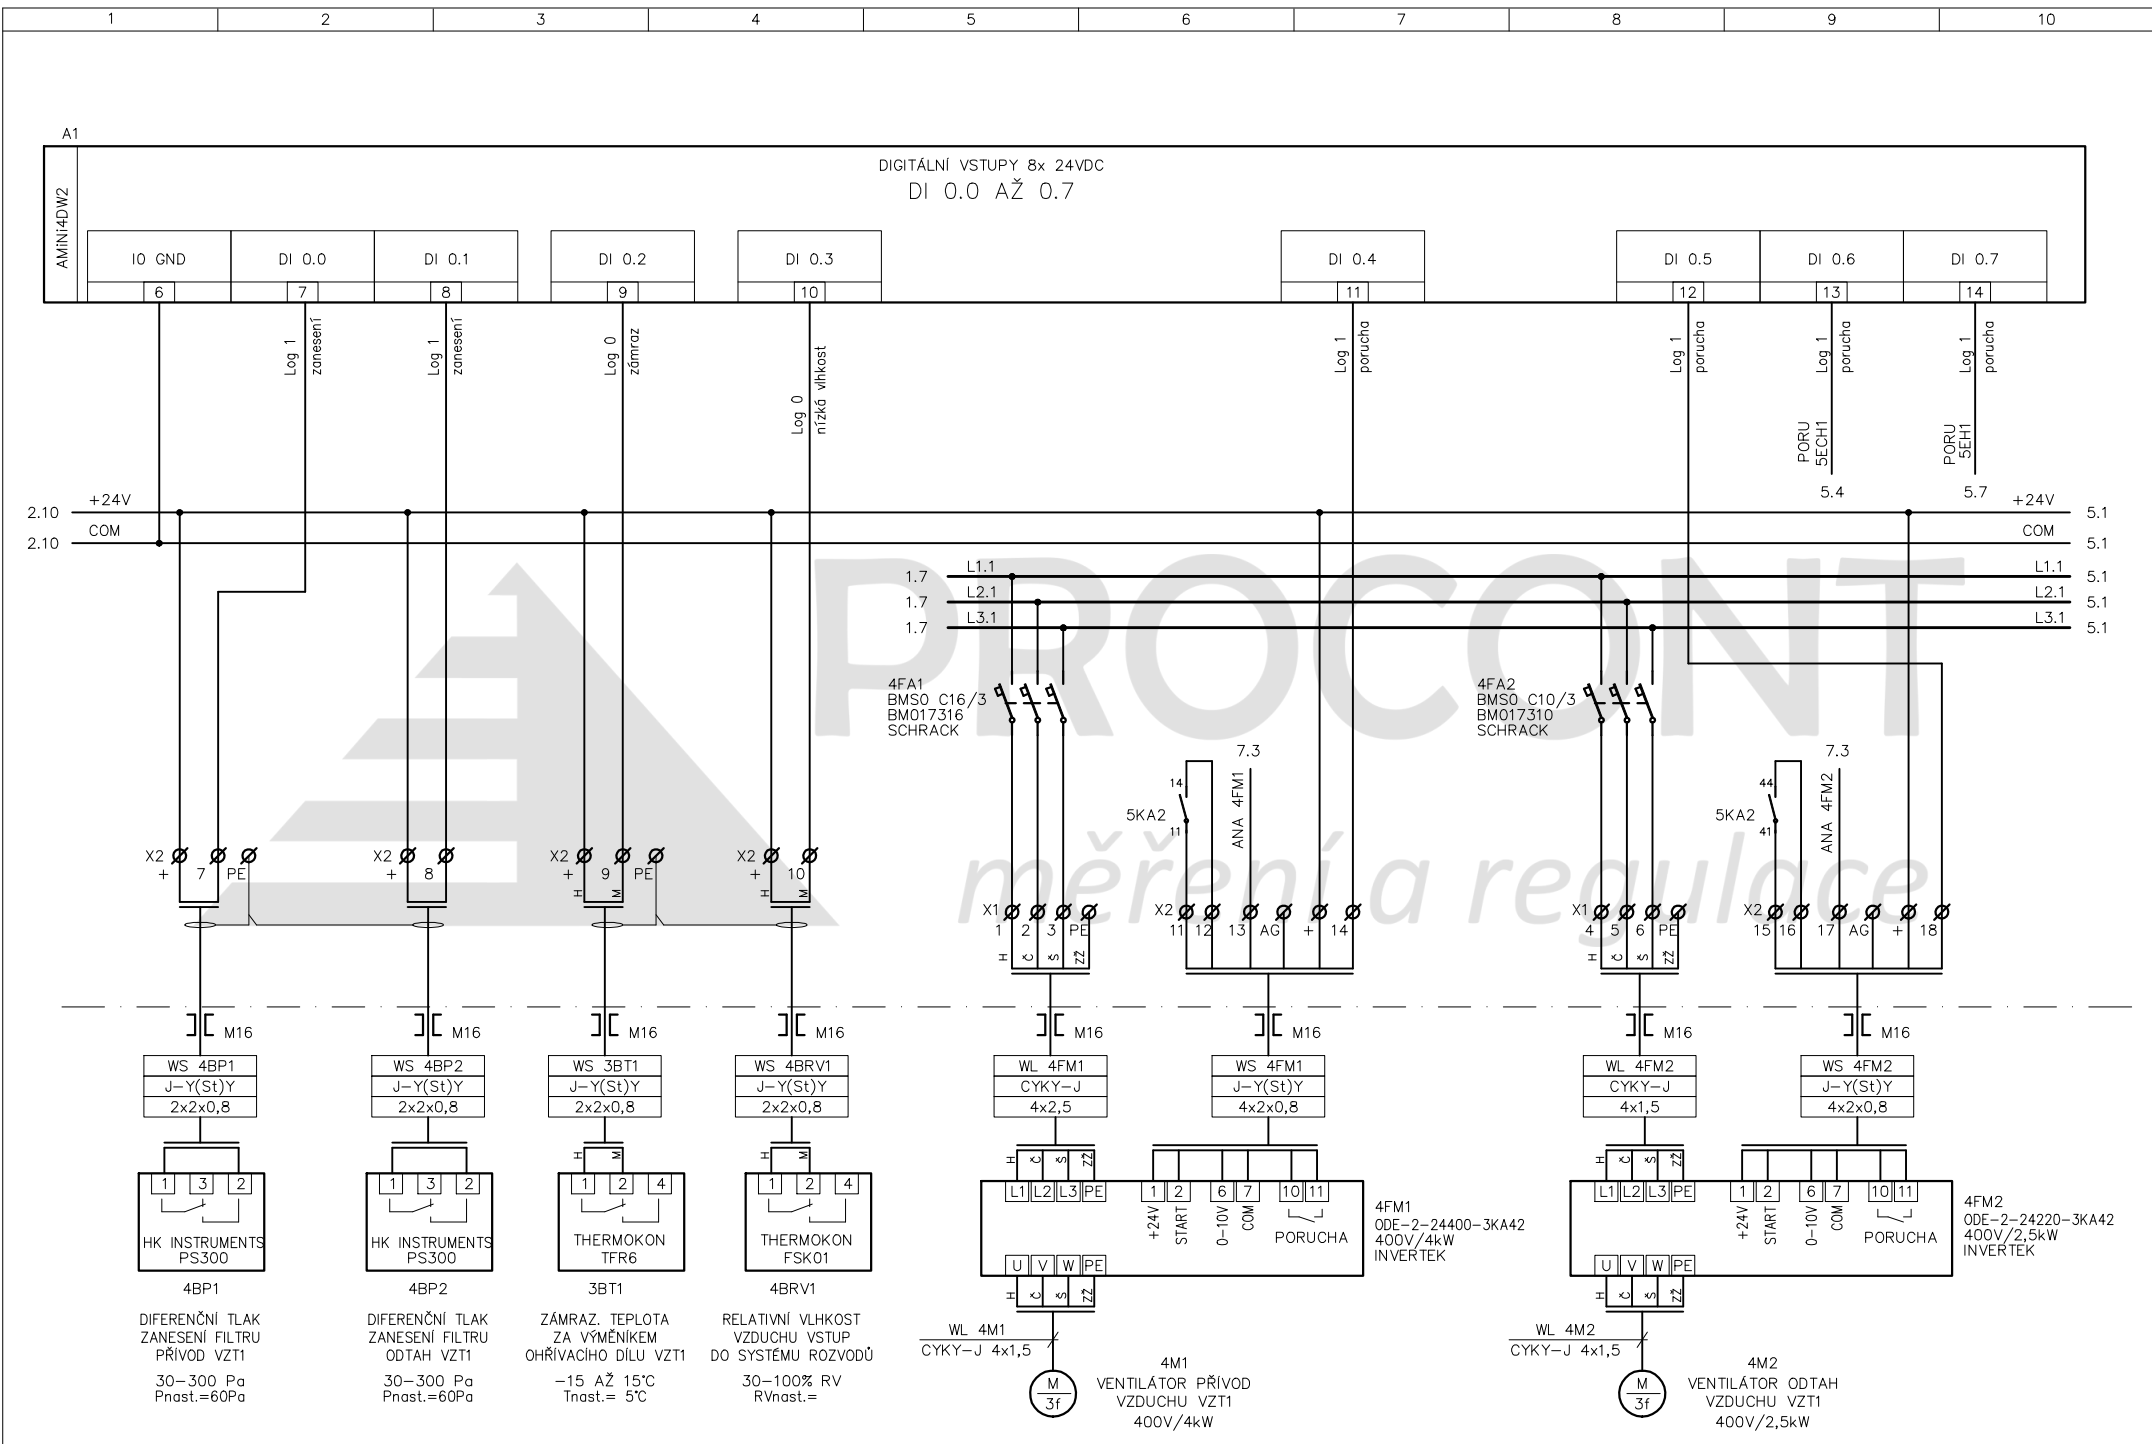 1 2 3 4 5 6 7 8 9 10
A1
AMiNi4DW2
DIGITÁLNÍ VSTUPY 8x 24VDC
DI 0.0 AŽ 0.7
IO GND DI 0.0 DI 0.1 DI 0.2 DI 0.3 DI 0.4 DI 0.5 DI 0.6 DI 0.7
6 7 8 9 10 11 12 13 14
Log 1
zanesení
Log 1
zanesení
Log 0
zámraz
Log 0
nízká vlhkost
Log 1
porucha
Log 1
porucha
Log 1
porucha
Log 1
porucha
PORU
5ECH1
5.4
PORU
5EH1
5.7
2.10 +24V +24V 5.1
2.10 COM COM 5.1
1.7 L1.1 L1.1 5.1
1.7 L2.1 L2.1 5.1
1.7 L3.1 L3.1 5.1
PROCONT
měření a regulace
4FA1
BMS0 C16/3
BM017316
SCHRACK
4FA2
BMS0 C10/3
BM017310
SCHRACK
7.3
ANA 4FM1
14
5KA2
11
7.3
ANA 4FM2
44
5KA2
41
X2 + 7 PE
X2 + 8
X2 + 9 PE
H M
X2 + 10
H M
X1 1 2 3 PE
H Č Š ZŽ
X2 11 12 13 AG + 14
X1 4 5 6 PE
H Č Š ZŽ
X2 15 16 17 AG + 18
M16 M16 M16 M16 M16 M16 M16 M16
WS 4BP1
J-Y(St)Y
2x2x0,8
WS 4BP2
J-Y(St)Y
2x2x0,8
WS 3BT1
J-Y(St)Y
2x2x0,8
WS 4BRV1
J-Y(St)Y
2x2x0,8
WL 4FM1
CYKY-J
4x2,5
WS 4FM1
J-Y(St)Y
4x2x0,8
WL 4FM2
CYKY-J
4x1,5
WS 4FM2
J-Y(St)Y
4x2x0,8
1 3 2
HK INSTRUMENTS
PS300
4BP1
DIFERENČNÍ TLAK
ZANESENÍ FILTRU
PŘÍVOD VZT1
30-300 Pa
Pnast.=60Pa
1 3 2
HK INSTRUMENTS
PS300
4BP2
DIFERENČNÍ TLAK
ZANESENÍ FILTRU
ODTAH VZT1
30-300 Pa
Pnast.=60Pa
H M
1 2 4
THERMOKON
TFR6
3BT1
ZÁMRAZ. TEPLOTA
ZA VÝMĚNÍKEM
OHŘÍVACÍHO DÍLU VZT1
-15 AŽ 15°C
Tnast.= 5°C
H M
1 2 4
THERMOKON
FSK01
4BRV1
RELATIVNÍ VLHKOST
VZDUCHU VSTUP
DO SYSTÉMU ROZVODŮ
30-100% RV
RVnast.=
H Č Š ZŽ
L1 L2 L3 PE 1 2 6 7 10 11
+24V START 0-10V COM PORUCHA
U V W PE
H Č Š ZŽ
4FM1
ODE-2-24400-3KA42
400V/4kW
INVERTEK
WL 4M1
CYKY-J 4x1,5
M
3f
4M1
VENTILÁTOR PŘÍVOD
VZDUCHU VZT1
400V/4kW
H Č Š ZŽ
L1 L2 L3 PE 1 2 6 7 10 11
+24V START 0-10V COM PORUCHA
U V W PE
H Č Š ZŽ
4FM2
ODE-2-24220-3KA42
400V/2,5kW
INVERTEK
WL 4M2
CYKY-J 4x1,5
M
3f
4M2
VENTILÁTOR ODTAH
VZDUCHU VZT1
400V/2,5kW